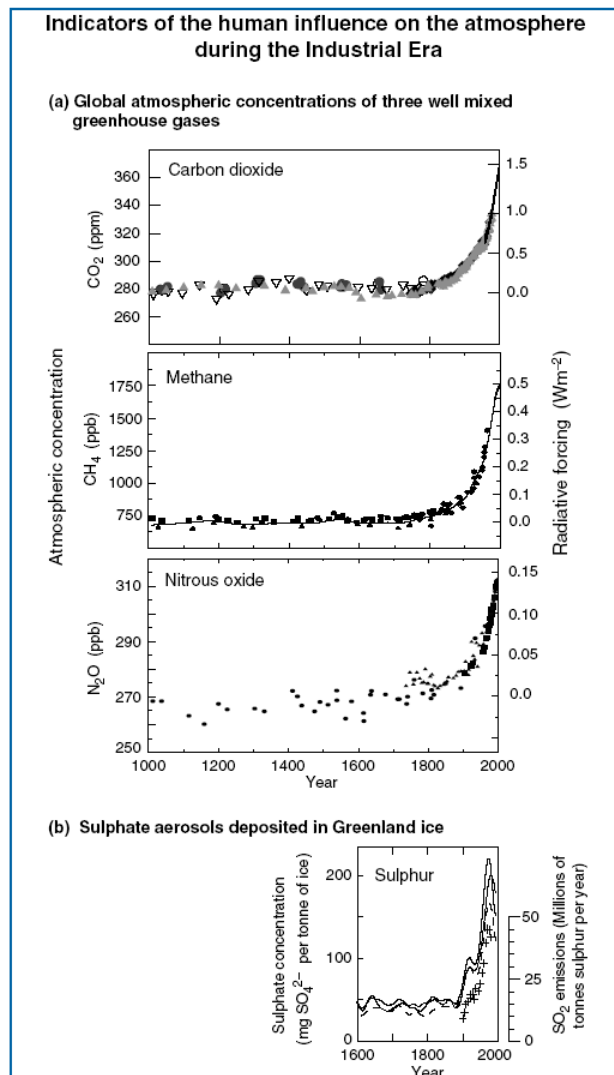 Indicators of the human influence on the atmosphere
during the Industrial Era
(a) Global atmospheric concentrations of three well mixed
greenhouse gases
Carbon dioxide
360
340
320
300
280
260
CO2 (ppm)
1.5
1.0
0.5
0.0
Methane
1750
1500
1250
1000
750
CH4 (ppb)
0.5
0.4
0.3
0.2
0.1
0.0
Atmospheric concentration
Radiative forcing (Wm−2)
Nitrous oxide
310
290
270
250
N2O (ppb)
0.15
0.10
0.05
0.0
1000 1200 1400 1600 1800 2000
Year
(b) Sulphate aerosols deposited in Greenland ice
Sulphur
200
100
0
Sulphate concentration
(mg SO42− per tonne of ice)
50
25
0
SO2 emissions (Millions of
tonnes sulphur per year)
1600 1800 2000
Year